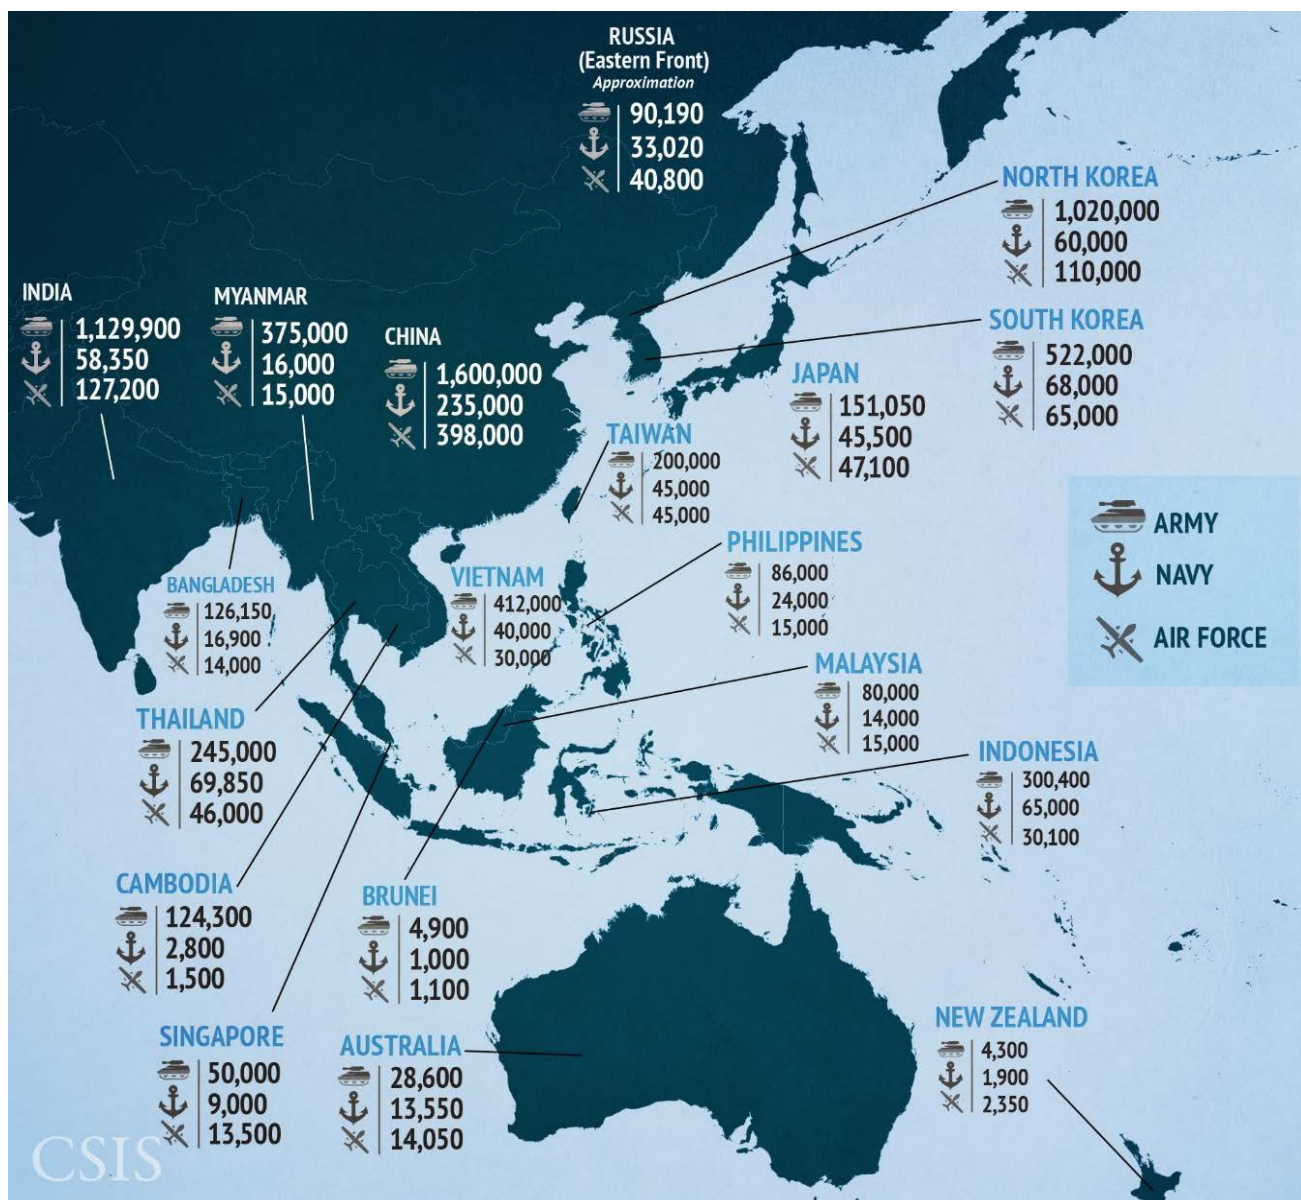 RUSSIA
(Eastern Front)
Approximation
90,190
33,020
40,800
NORTH KOREA
1,020,000
60,000
110,000
INDIA
1,129,900
58,350
127,200
MYANMAR
375,000
16,000
15,000
CHINA
1,600,000
235,000
398,000
SOUTH KOREA
522,000
68,000
65,000
JAPAN
151,050
45,500
47,100
TAIWAN
200,000
45,000
45,000
ARMY
NAVY
AIR FORCE
PHILIPPINES
86,000
24,000
15,000
BANGLADESH
126,150
16,900
14,000
VIETNAM
412,000
40,000
30,000
MALAYSIA
80,000
14,000
15,000
THAILAND
245,000
69,850
46,000
INDONESIA
300,400
65,000
30,100
CAMBODIA
124,300
2,800
1,500
BRUNEI
4,900
1,000
1,100
SINGAPORE
50,000
9,000
13,500
AUSTRALIA
28,600
13,550
14,050
NEW ZEALAND
4,300
1,900
2,350
CSIS